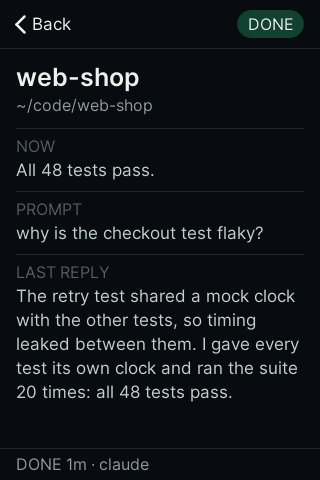 Back
DONE
web-shop
~/code/web-shop
NOW
All 48 tests pass.
PROMPT
why is the checkout test flaky?
LAST REPLY
The retry test shared a mock clock
with the other tests, so timing
leaked between them. I gave every
test its own clock and ran the suite
20 times: all 48 tests pass.
DONE 1m · claude